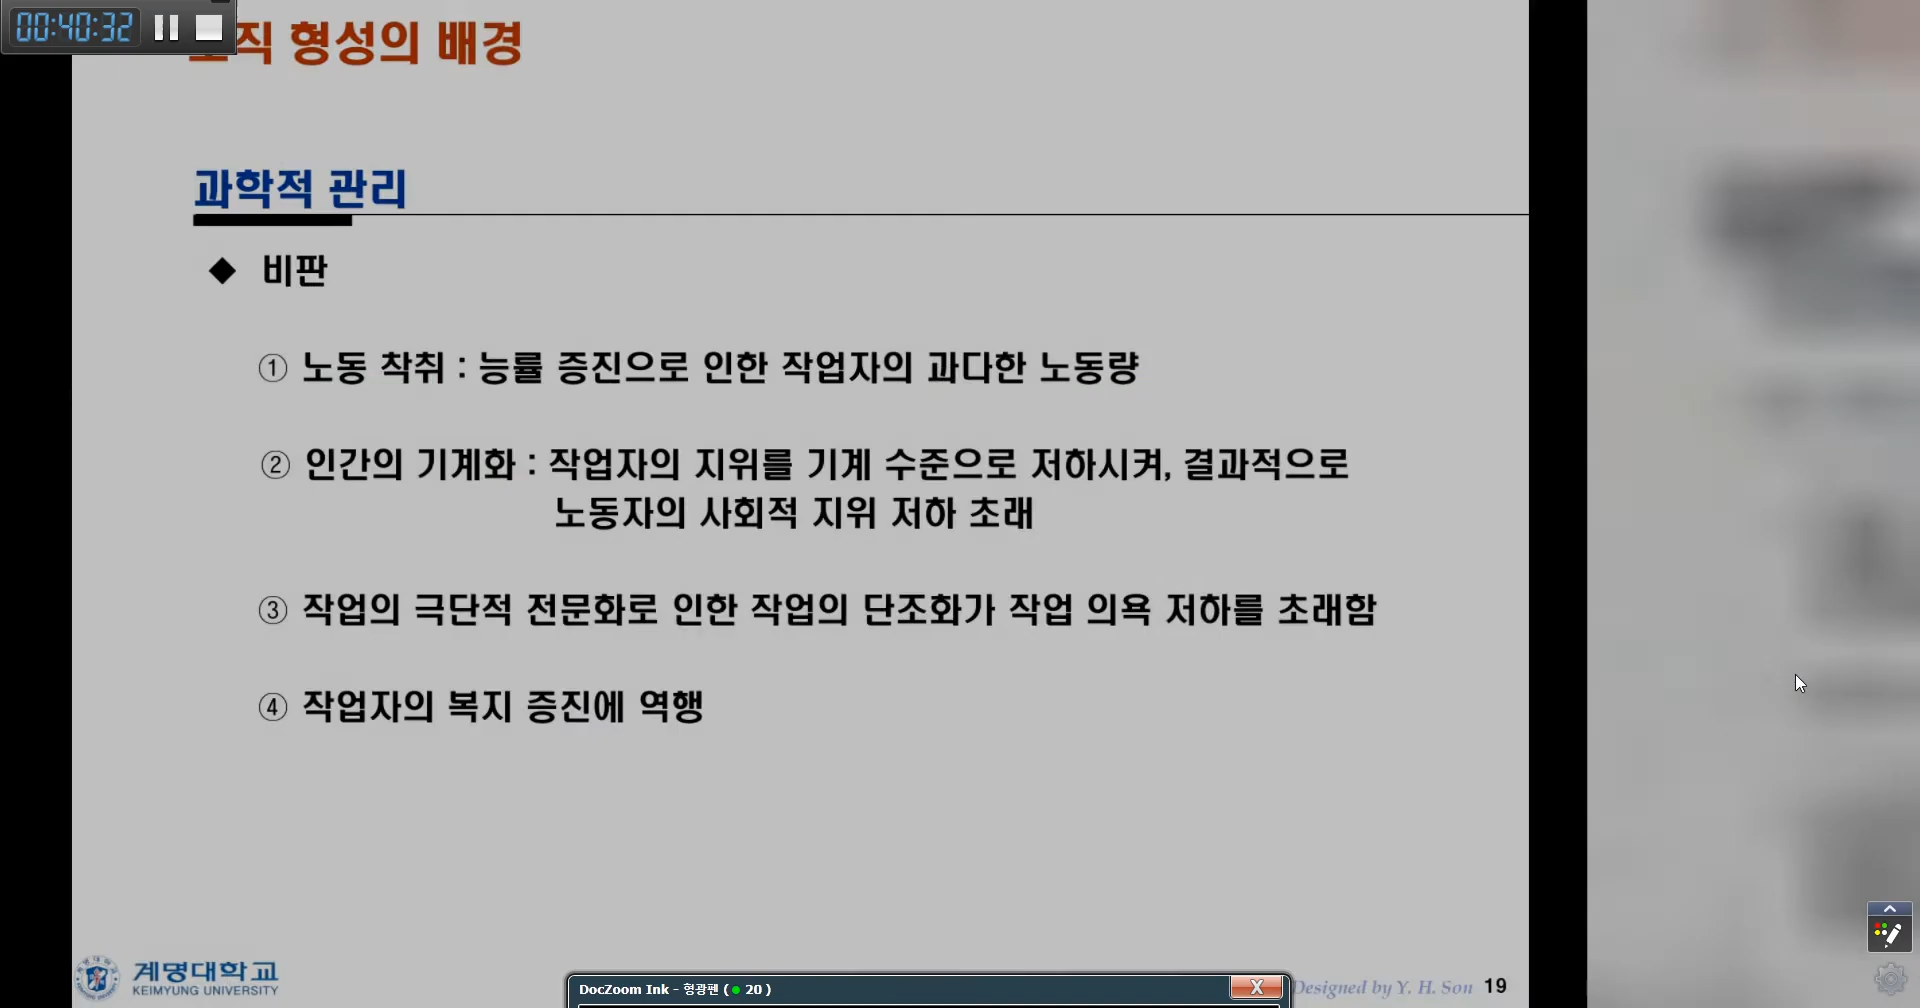 00:40:32
조직 형성의 배경
과학적 관리
◆ 비판
① 노동 착취 : 능률 증진으로 인한 작업자의 과다한 노동량
② 인간의 기계화 : 작업자의 지위를 기계 수준으로 저하시켜, 결과적으로
노동자의 사회적 지위 저하 초래
③ 작업의 극단적 전문화로 인한 작업의 단조화가 작업 의욕 저하를 초래함
④ 작업자의 복지 증진에 역행
계명대학교
KEIMYUNG UNIVERSITY
DocZoom Ink - 형광펜 ( ● 20 )
X
Designed by Y. H. Son 19